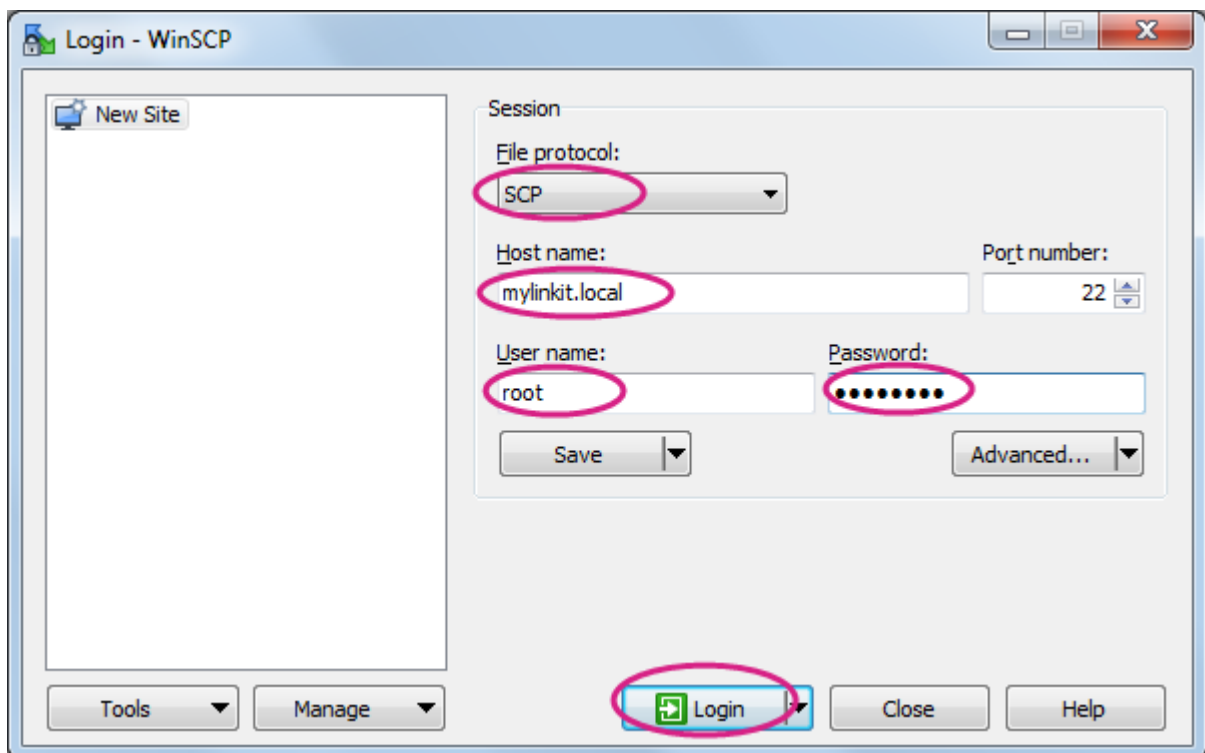 Login - WinSCP
New Site
Session
File protocol:
SCP
Host name:
Port number:
mylinkit.local
22
User name:
Password:
root
••••••••
Save
Advanced...
Tools
Manage
Login
Close
Help